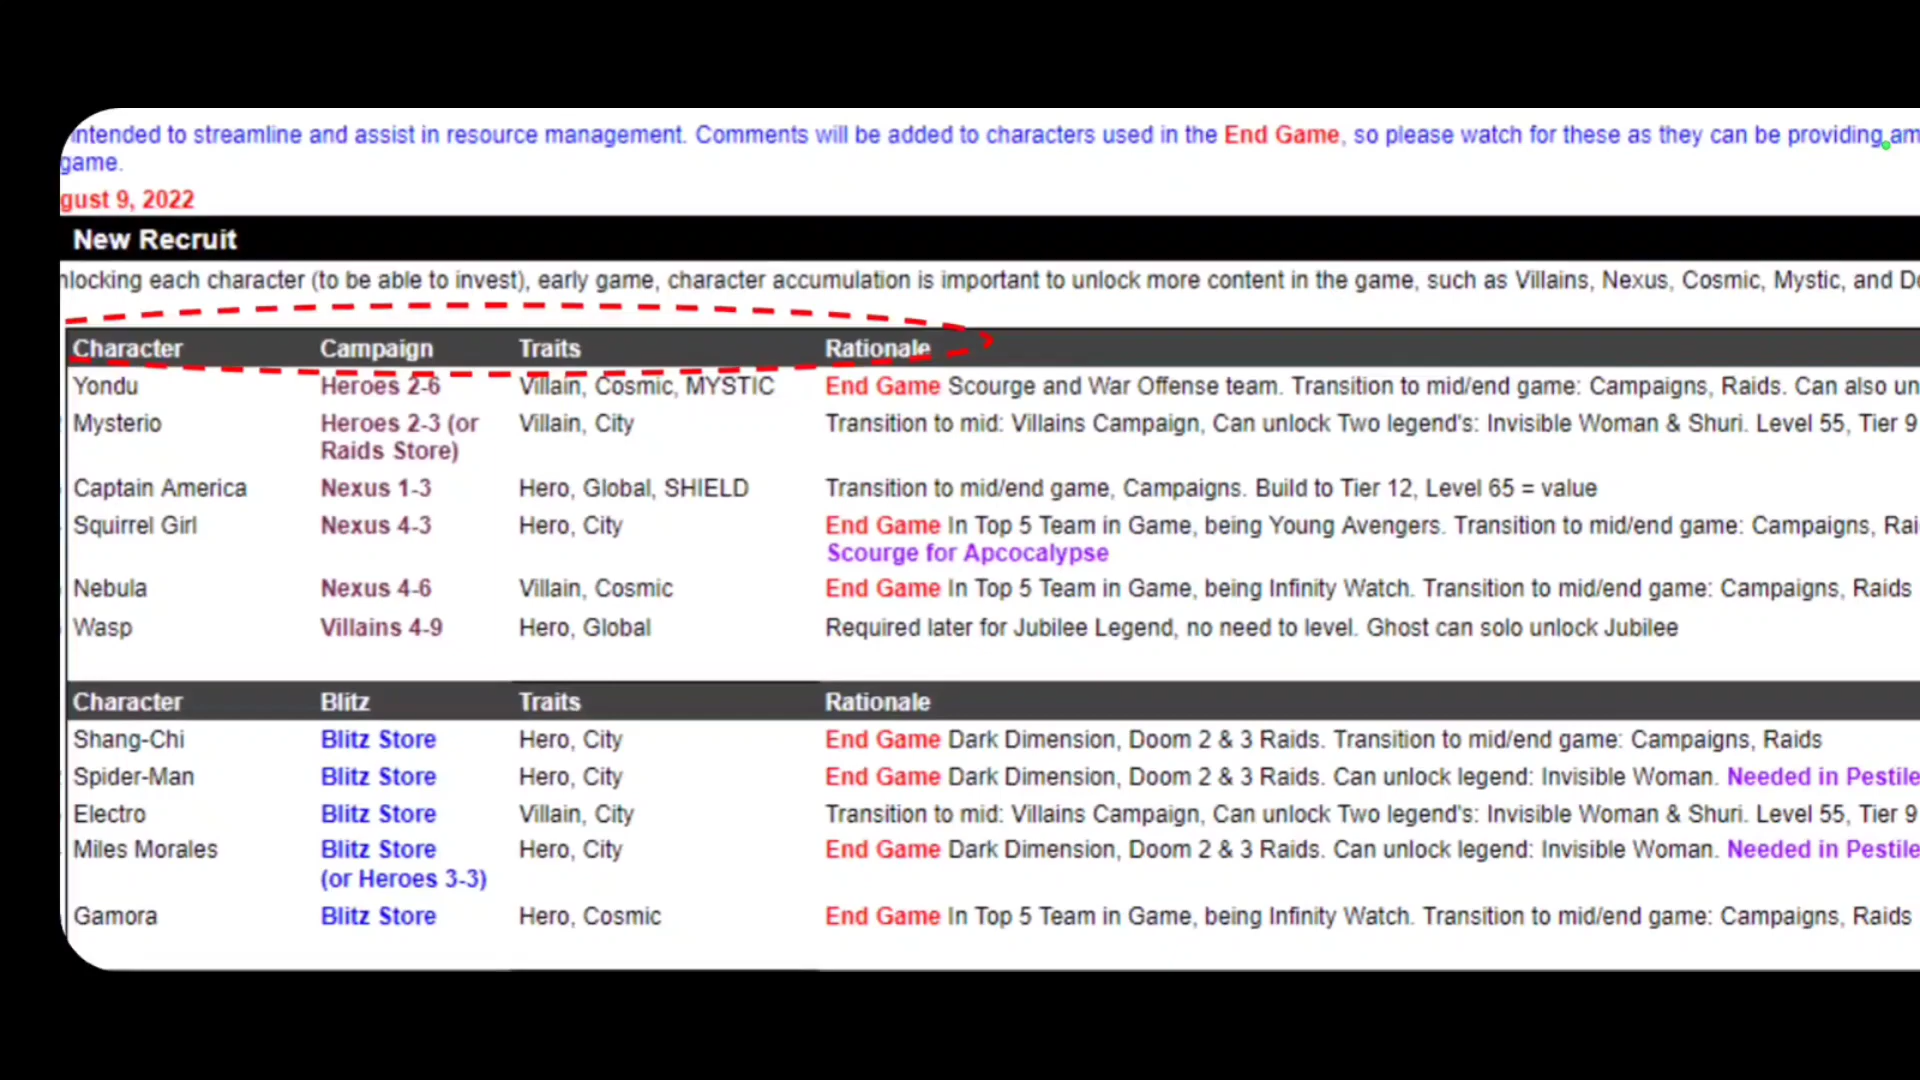 intended to streamline and assist in resource management. Comments will be added to characters used in the End Game, so please watch for these as they can be providing am
game.
gust 9, 2022
New Recruit
nlocking each character (to be able to invest), early game, character accumulation is important to unlock more content in the game, such as Villains, Nexus, Cosmic, Mystic, and D
Character Campaign Traits Rationale
Yondu Heroes 2-6 Villain, Cosmic, MYSTIC End Game Scourge and War Offense team. Transition to mid/end game: Campaigns, Raids. Can also un
Mysterio Heroes 2-3 (or Villain, City Transition to mid: Villains Campaign, Can unlock Two legend's: Invisible Woman & Shuri. Level 55, Tier 9
Raids Store)
Captain America Nexus 1-3 Hero, Global, SHIELD Transition to mid/end game, Campaigns. Build to Tier 12, Level 65 = value
Squirrel Girl Nexus 4-3 Hero, City End Game In Top 5 Team in Game, being Young Avengers. Transition to mid/end game: Campaigns, Rai
Scourge for Apcocalypse
Nebula Nexus 4-6 Villain, Cosmic End Game In Top 5 Team in Game, being Infinity Watch. Transition to mid/end game: Campaigns, Raids
Wasp Villains 4-9 Hero, Global Required later for Jubilee Legend, no need to level. Ghost can solo unlock Jubilee
Character Blitz Traits Rationale
Shang-Chi Blitz Store Hero, City End Game Dark Dimension, Doom 2 & 3 Raids. Transition to mid/end game: Campaigns, Raids
Spider-Man Blitz Store Hero, City End Game Dark Dimension, Doom 2 & 3 Raids. Can unlock legend: Invisible Woman. Needed in Pestile
Electro Blitz Store Villain, City Transition to mid: Villains Campaign, Can unlock Two legend's: Invisible Woman & Shuri. Level 55, Tier 9
Miles Morales Blitz Store Hero, City End Game Dark Dimension, Doom 2 & 3 Raids. Can unlock legend: Invisible Woman. Needed in Pestile
(or Heroes 3-3)
Gamora Blitz Store Hero, Cosmic End Game In Top 5 Team in Game, being Infinity Watch. Transition to mid/end game: Campaigns, Raids